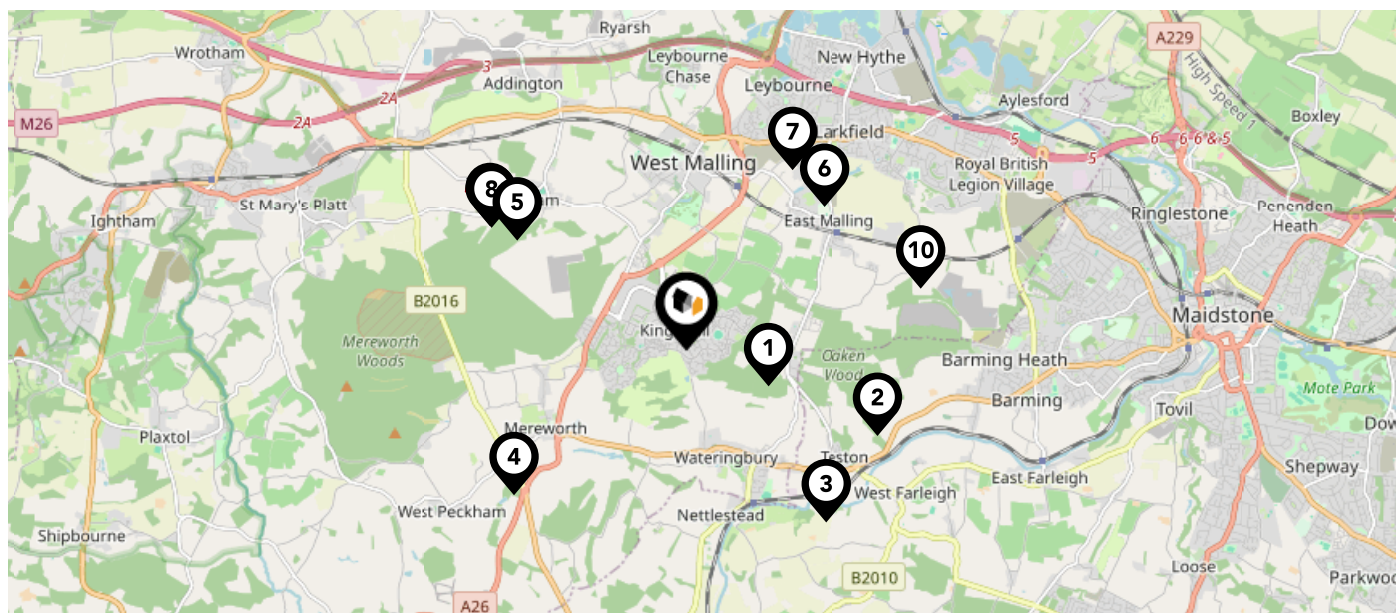 Ryarsh
Wrotham
Leybourne
Chase
New Hythe
A229
High Speed 1
3
Addington
Leybourne
2A
Aylesford
Boxley
M26
2A
7
Larkfield
5
6
6-6 & 5
5
West Malling
6
Royal British
Legion Village
8
5
St Mary's Platt
Ightham
East Malling
Ringlestone
Penenden
Heath
10
B2016
Maidstone
Mereworth
Woods
1
Oaken
Wood
Barming Heath
Mote Park
2
Barming
Tovil
Plaxtol
Mereworth
4
Wateringbury
Teston
Shepway
3
East Farleigh
West Farleigh
West Peckham
Nettlestead
Shipbourne
Loose
B2010
A26